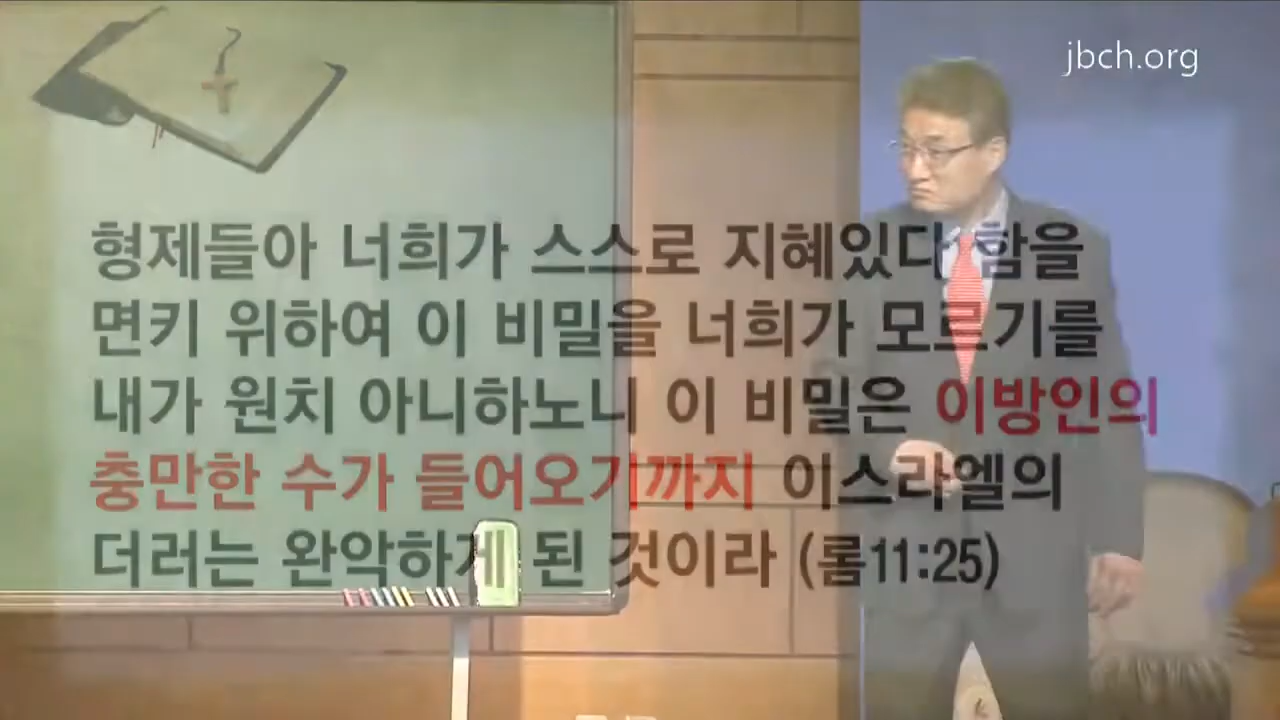 jbch.org
형제들아 너희가 스스로 지혜있다 함을
면키 위하여 이 비밀을 너희가 모르기를
내가 원치 아니하노니 이 비밀은 이방인의
충만한 수가 들어오기까지 이스라엘의
더러는 완악하게 된 것이라 (롬11:25)